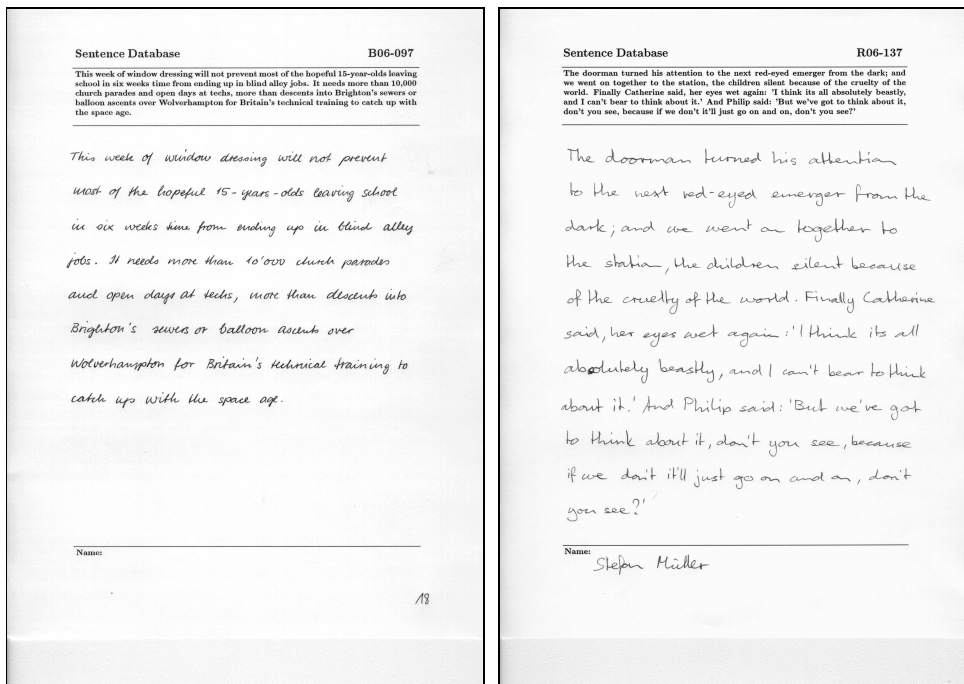 Sentence Database B06-097
This week of window dressing will not prevent most of the hopeful 15-year-olds leaving
school in six weeks time from ending up in blind alley jobs. It needs more than 10,000
church parades and open days at techs, more than descents into Brighton's sewers or
balloon ascents over Wolverhampton for Britain's technical training to catch up with
the space age.
This week of window dressing will not prevent
most of the hopeful 15-years-olds leaving school
in six weeks time from ending up in blind alley
jobs. It needs more than 10'000 church parades
and open days at techs, more than descents into
Brighton's sewers or balloon ascents over
Wolverhampton for Britain's technical training to
catch up with the space age.
Name:
18
Sentence Database R06-137
The doorman turned his attention to the next red-eyed emerger from the dark; and
we went on together to the station, the children silent because of the cruelty of the
world. Finally Catherine said, her eyes wet again: 'I think its all absolutely beastly,
and I can't bear to think about it.' And Philip said: 'But we've got to think about it,
don't you see, because if we don't it'll just go on and on, don't you see?'
The doorman turned his attention
to the next red-eyed emerger from the
dark; and we went on together to
the station, the children silent because
of the cruelty of the world. Finally Catherine
said, her eyes wet again: 'I think its all
absolutely beastly, and I can't bear to think
about it.' And Philip said: 'But we've got
to think about it, don't you see, because
if we don't it'll just go on and on, don't
you see?'
Name:
Stefan Müller